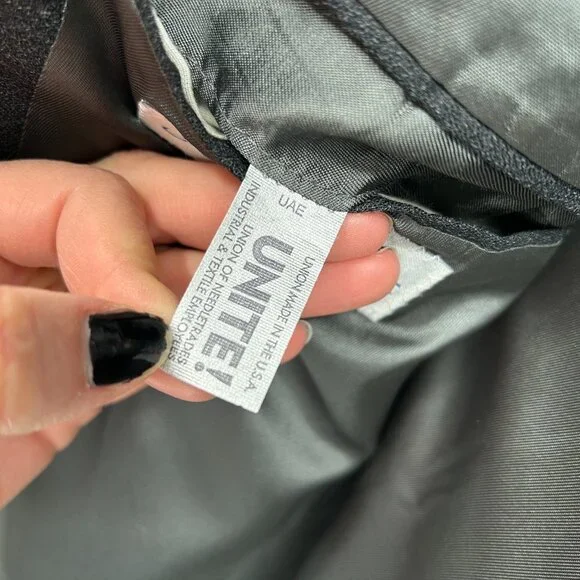 UAE
UNION MADE IN THE U.S.A.
UNITE!
UNION OF NEEDLETRADES
INDUSTRIAL & TEXTILE EMPLOYEES